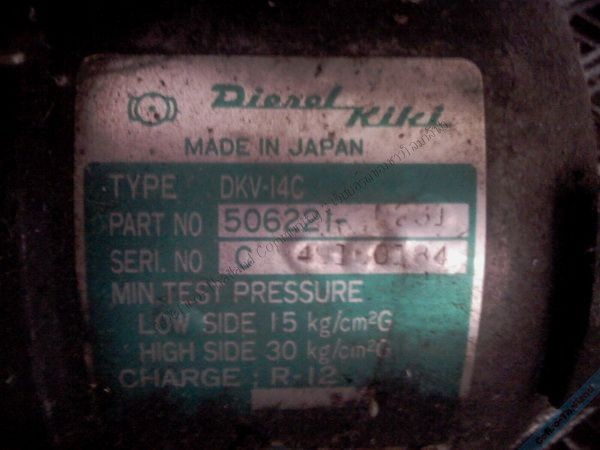 Diesel
Kiki
MADE IN JAPAN
TYPE DKV-14C
PART NO 506221-
SERI. NO
MIN. TEST PRESSURE
LOW SIDE 15 kg/cm²G
HIGH SIDE 30 kg/cm²G
CHARGE : R-12